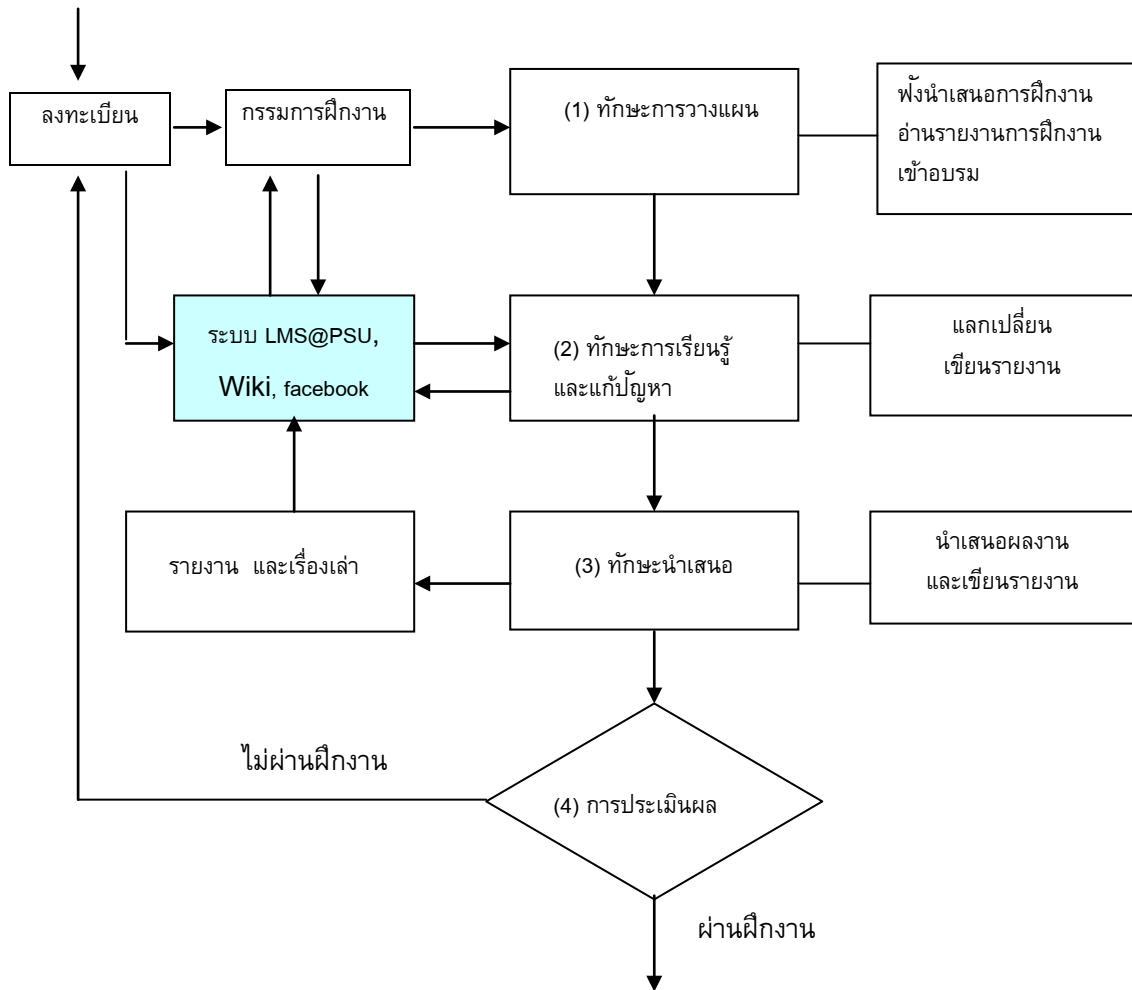 ลงทะเบียน
กรรมการฝึกงาน
(1) ทักษะการวางแผน
ฟังนำเสนอการฝึกงาน
อ่านรายงานการฝึกงาน
เข้าอบรม
ระบบ LMS@PSU,
Wiki, facebook
(2) ทักษะการเรียนรู้
และแก้ปัญหา
แลกเปลี่ยน
เขียนรายงาน
รายงาน และเรื่องเล่า
(3) ทักษะนำเสนอ
นำเสนอผลงาน
และเขียนรายงาน
ไม่ผ่านฝึกงาน
(4) การประเมินผล
ผ่านฝึกงาน